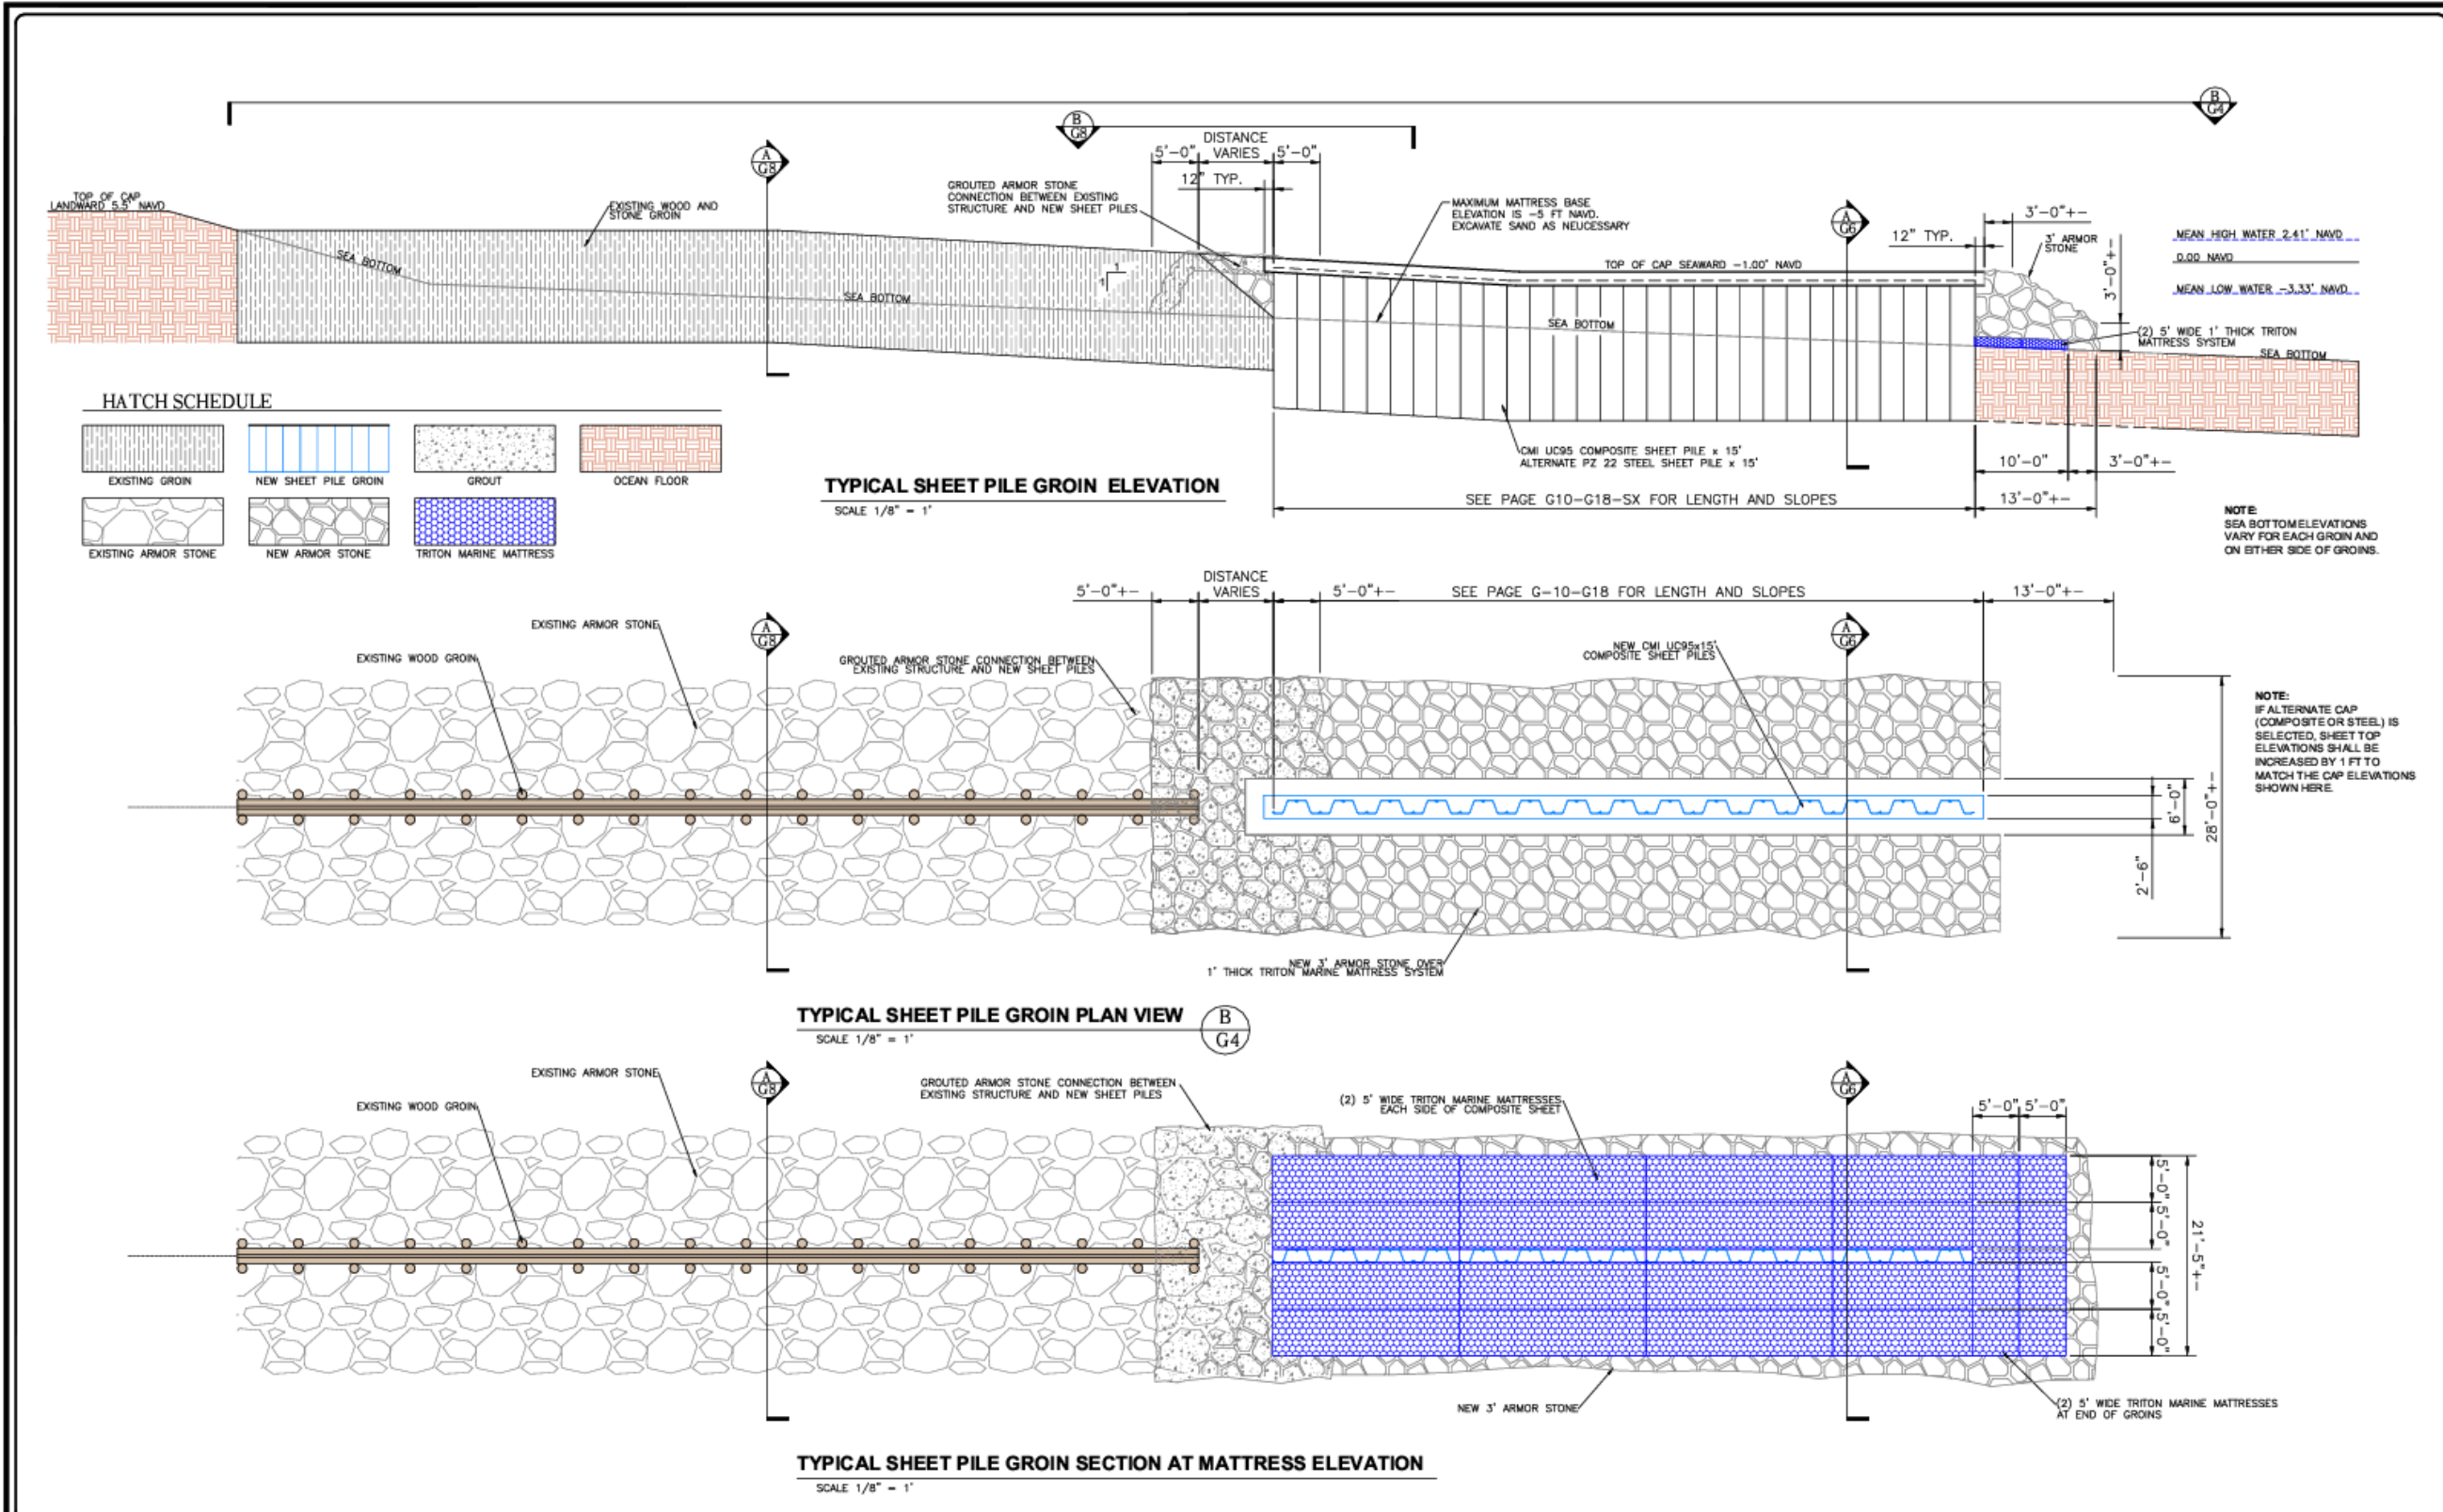 B
G4
B
G8
DISTANCE
VARIES
5'-0"
5'-0"
12" TYP.
A
G8
TOP OF CAP
LANDWARD 5.5' NAVD
EXISTING WOOD AND
STONE GROIN
GROUTED ARMOR STONE
CONNECTION BETWEEN EXISTING
STRUCTURE AND NEW SHEET PILES
MAXIMUM MATTRESS BASE
ELEVATION IS -5 FT NAVD.
EXCAVATE SAND AS NEUCESSARY
A
G6
12" TYP.
3'-0"+-
3' ARMOR
STONE
3'-0"+-
MEAN HIGH WATER 2.41' NAVD
0.00 NAVD
MEAN LOW WATER -3.33' NAVD
SEA BOTTOM
SEA BOTTOM
1
1
TOP OF CAP SEAWARD -1.00' NAVD
SEA BOTTOM
(2) 5' WIDE 1' THICK TRITON
MATTRESS SYSTEM
SEA BOTTOM
HATCH SCHEDULE
EXISTING GROIN
NEW SHEET PILE GROIN
GROUT
OCEAN FLOOR
EXISTING ARMOR STONE
NEW ARMOR STONE
TRITON MARINE MATTRESS
CMI UC95 COMPOSITE SHEET PILE x 15'
ALTERNATE PZ 22 STEEL SHEET PILE x 15'
10'-0"
3'-0"+-
SEE PAGE G10-G18-SX FOR LENGTH AND SLOPES
13'-0"+-
TYPICAL SHEET PILE GROIN ELEVATION
SCALE 1/8" = 1'
NOTE:
SEA BOTTOM ELEVATIONS
VARY FOR EACH GROIN AND
ON EITHER SIDE OF GROINS.
5'-0"+-
DISTANCE
VARIES
5'-0"+-
SEE PAGE G-10-G18 FOR LENGTH AND SLOPES
13'-0"+-
EXISTING ARMOR STONE
EXISTING WOOD GROIN
A
G8
GROUTED ARMOR STONE CONNECTION BETWEEN
EXISTING STRUCTURE AND NEW SHEET PILES
NEW CMI UC95x15'
COMPOSITE SHEET PILES
A
G6
NOTE:
IF ALTERNATE CAP
(COMPOSITE OR STEEL) IS
SELECTED, SHEET TOP
ELEVATIONS SHALL BE
INCREASED BY 1 FT TO
MATCH THE CAP ELEVATIONS
SHOWN HERE.
2'-6"
6'-0"
28'-0"+-
NEW 3' ARMOR STONE OVER
1' THICK TRITON MARINE MATTRESS SYSTEM
TYPICAL SHEET PILE GROIN PLAN VIEW
SCALE 1/8" = 1'
B
G4
EXISTING ARMOR STONE
EXISTING WOOD GROIN
A
G8
GROUTED ARMOR STONE CONNECTION BETWEEN
EXISTING STRUCTURE AND NEW SHEET PILES
(2) 5' WIDE TRITON MARINE MATTRESSES
EACH SIDE OF COMPOSITE SHEET
A
G6
5'-0"
5'-0"
5'-0"
5'-0"
5'-0"
5'-0"
21'-5"+-
NEW 3' ARMOR STONE
(2) 5' WIDE TRITON MARINE MATTRESSES
AT END OF GROINS
TYPICAL SHEET PILE GROIN SECTION AT MATTRESS ELEVATION
SCALE 1/8" = 1'